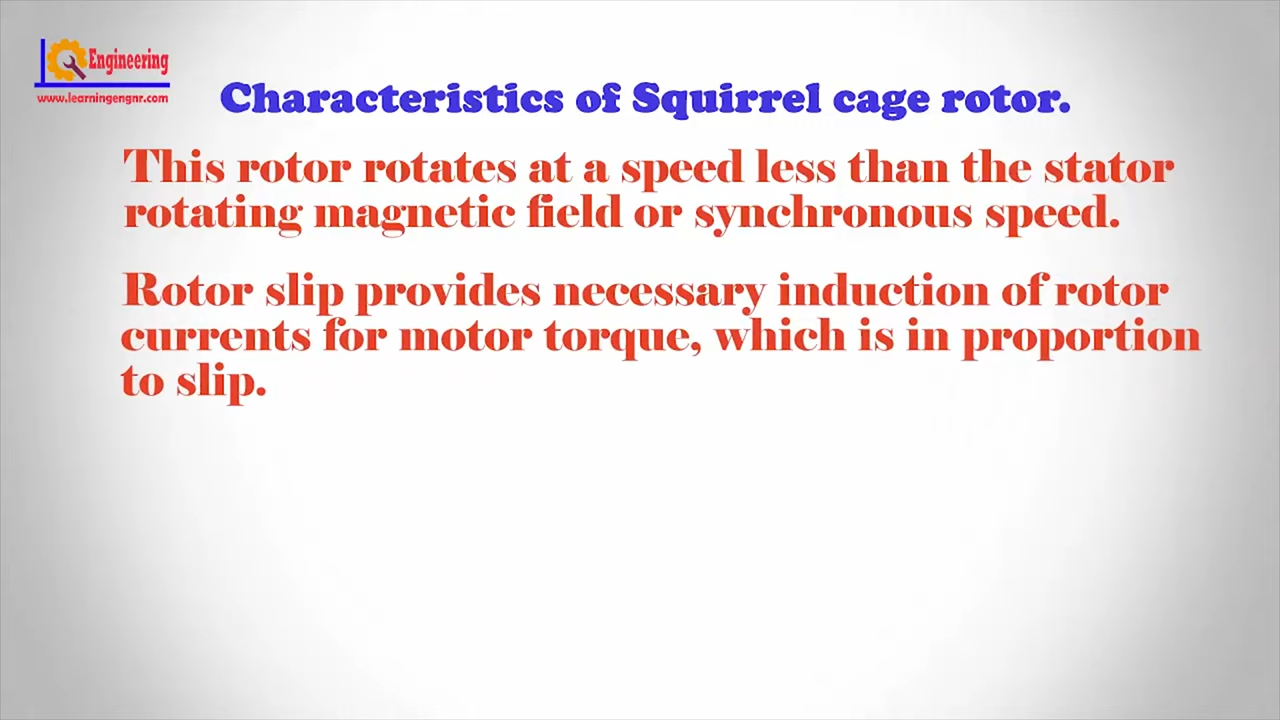 Engineering
www.learningengnr.com
Characteristics of Squirrel cage rotor.
This rotor rotates at a speed less than the stator
rotating magnetic field or synchronous speed.
Rotor slip provides necessary induction of rotor
currents for motor torque, which is in proportion
to slip.